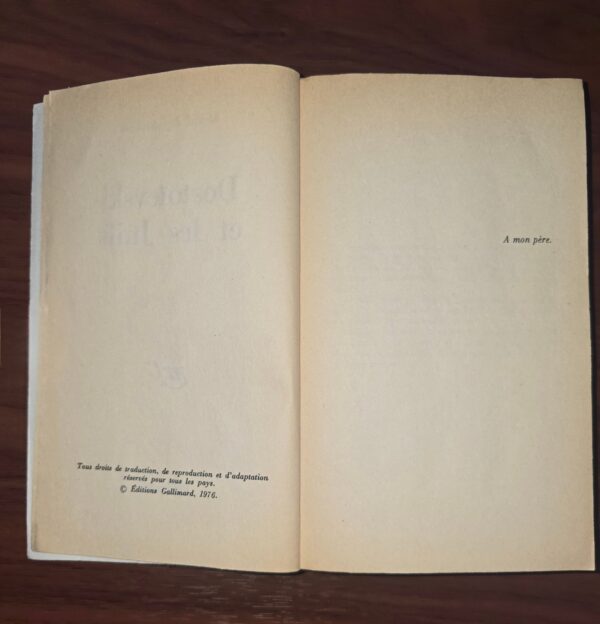 Tous droits de traduction, de reproduction et d'adaptation
réservés pour tous les pays.
© Éditions Gallimard, 1976.
A mon père.